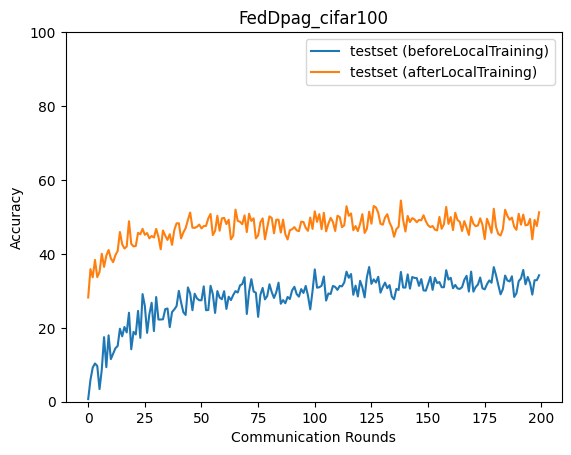 FedDpag_cifar100
testset (beforeLocalTraining)
testset (afterLocalTraining)
Accuracy
100
80
60
40
20
0
0 25 50 75 100 125 150 175 200
Communication Rounds